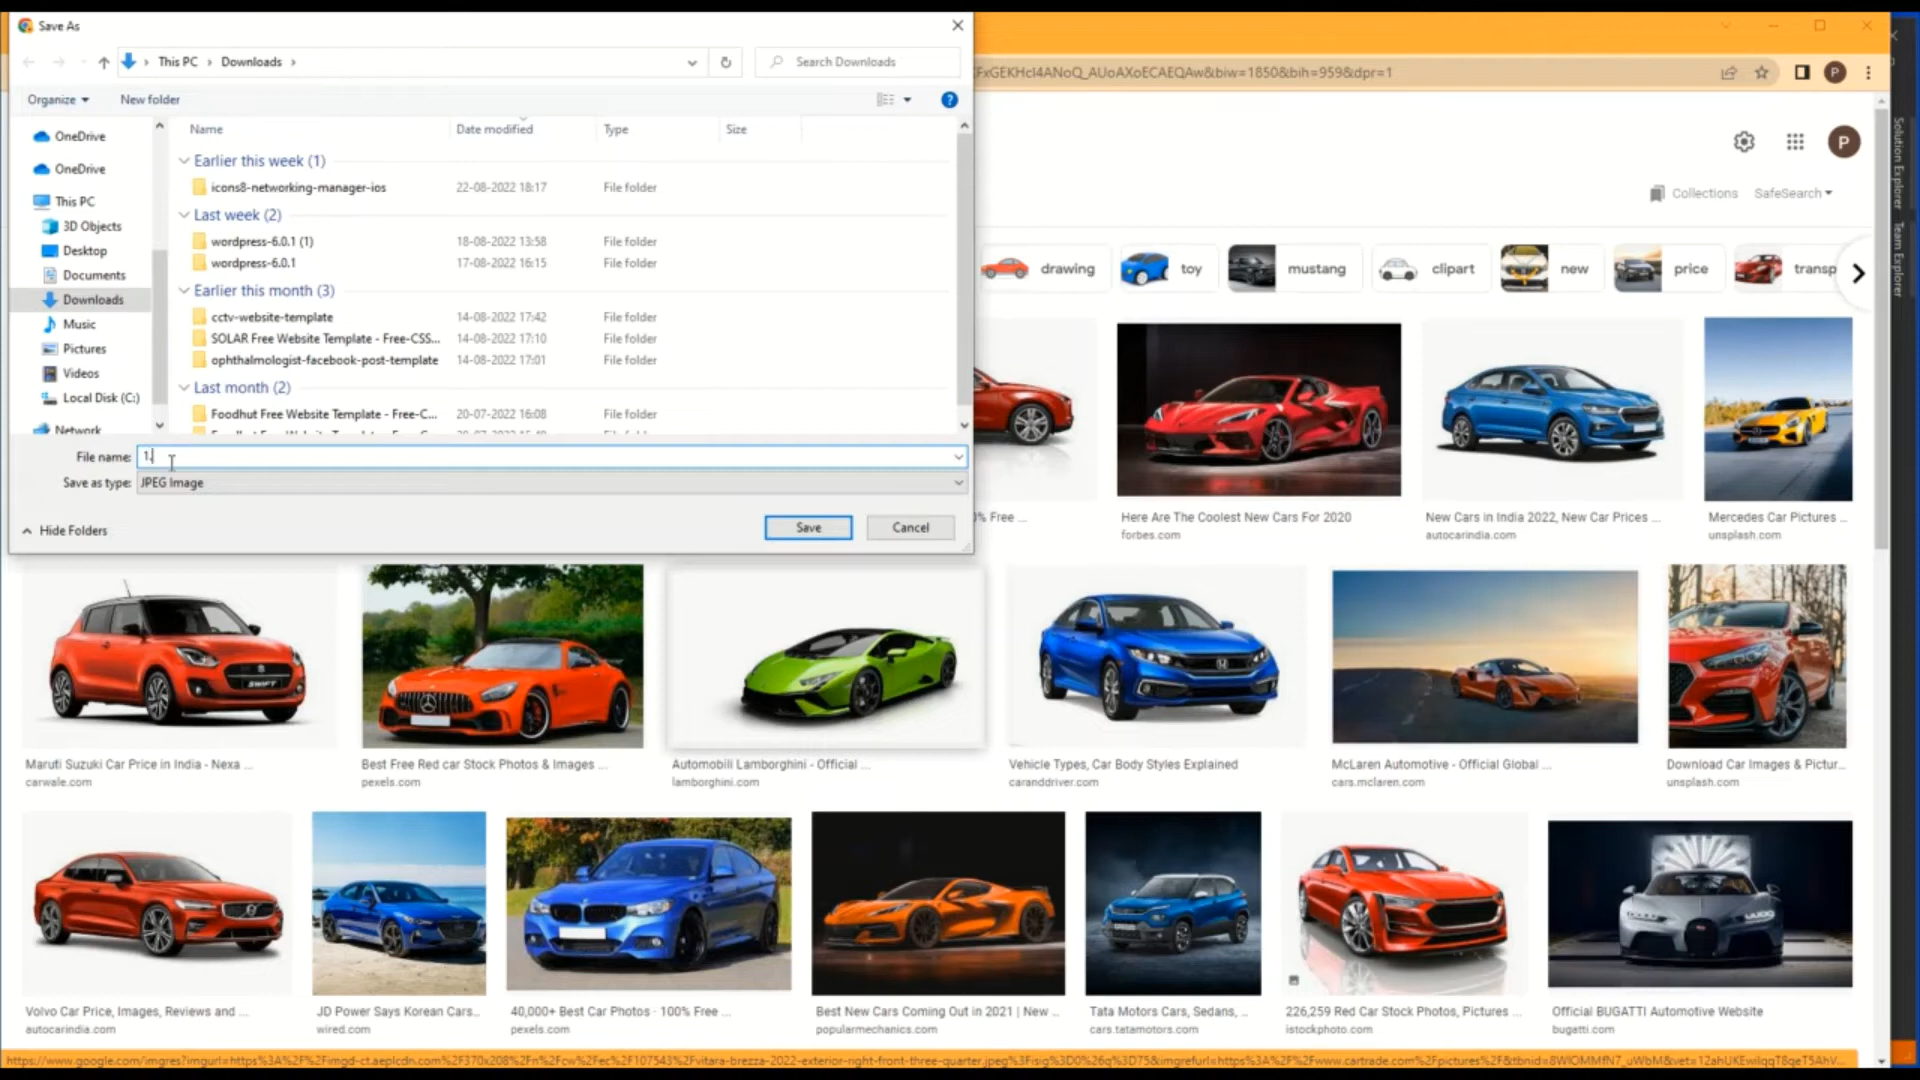 Save As
This PC
Downloads
Search Downloads
Organize
New folder
OneDrive
OneDrive
This PC
3D Objects
Desktop
Documents
Downloads
Music
Pictures
Videos
Local Disk (C:)
Network
Name Date modified Type Size
Earlier this week (1)
icons8-networking-manager-ios 22-08-2022 18:17 File folder
Last week (2)
wordpress-6.0.1 (1) 18-08-2022 13:58 File folder
wordpress-6.0.1 17-08-2022 16:15 File folder
Earlier this month (3)
cctv-website-template 14-08-2022 17:42 File folder
SOLAR Free Website Template - Free-CSS... 14-08-2022 17:10 File folder
ophthalmologist-facebook-post-template 14-08-2022 17:01 File folder
Last month (2)
Foodhut Free Website Template - Free-C... 20-07-2022 16:08 File folder
File name: 1.
Save as type: JPEG Image
Hide Folders
Save
Cancel
FxGEKHcI4ANoQ_AUoAXoECAEQAw&biw=1850&bih=959&dpr=1
P
P
Collections SafeSearch
Solution Explorer
Team Explorer
drawing toy mustang clipart new price transp
% Free ...
Here Are The Coolest New Cars For 2020
forbes.com
New Cars in India 2022, New Car Prices ...
autocarindia.com
Mercedes Car Pictures ...
unsplash.com
SWIFT
Maruti Suzuki Car Price in India - Nexa ...
carwale.com
Best Free Red car Stock Photos & Images ...
pexels.com
Automobili Lamborghini - Official ...
lamborghini.com
Vehicle Types, Car Body Styles Explained
caranddriver.com
McLaren Automotive - Official Global ...
cars.mclaren.com
Download Car Images & Pictur...
unsplash.com
Volvo Car Price, Images, Reviews and ...
autocarindia.com
JD Power Says Korean Cars...
wired.com
40,000+ Best Car Photos · 100% Free ...
pexels.com
Best New Cars Coming Out in 2021 | New ...
popularmechanics.com
Tata Motors Cars, Sedans, ...
cars.tatamotors.com
226,259 Red Car Stock Photos, Pictures ...
istockphoto.com
Official BUGATTI Automotive Website
bugatti.com